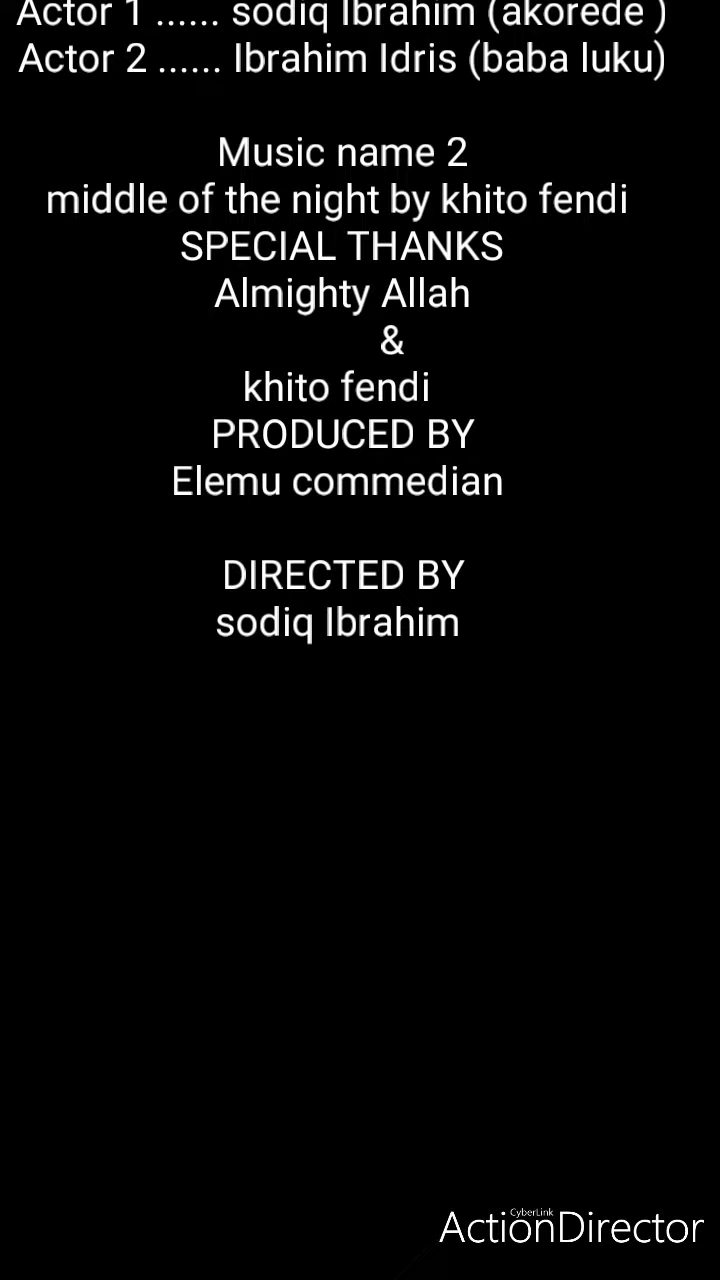 Actor 1 ...... sodiq Ibrahim (akorede )
Actor 2 ...... Ibrahim Idris (baba luku)
Music name 2
middle of the night by khito fendi
SPECIAL THANKS
Almighty Allah
&
khito fendi
PRODUCED BY
Elemu commedian
DIRECTED BY
sodiq Ibrahim
CyberLink
ActionDirector